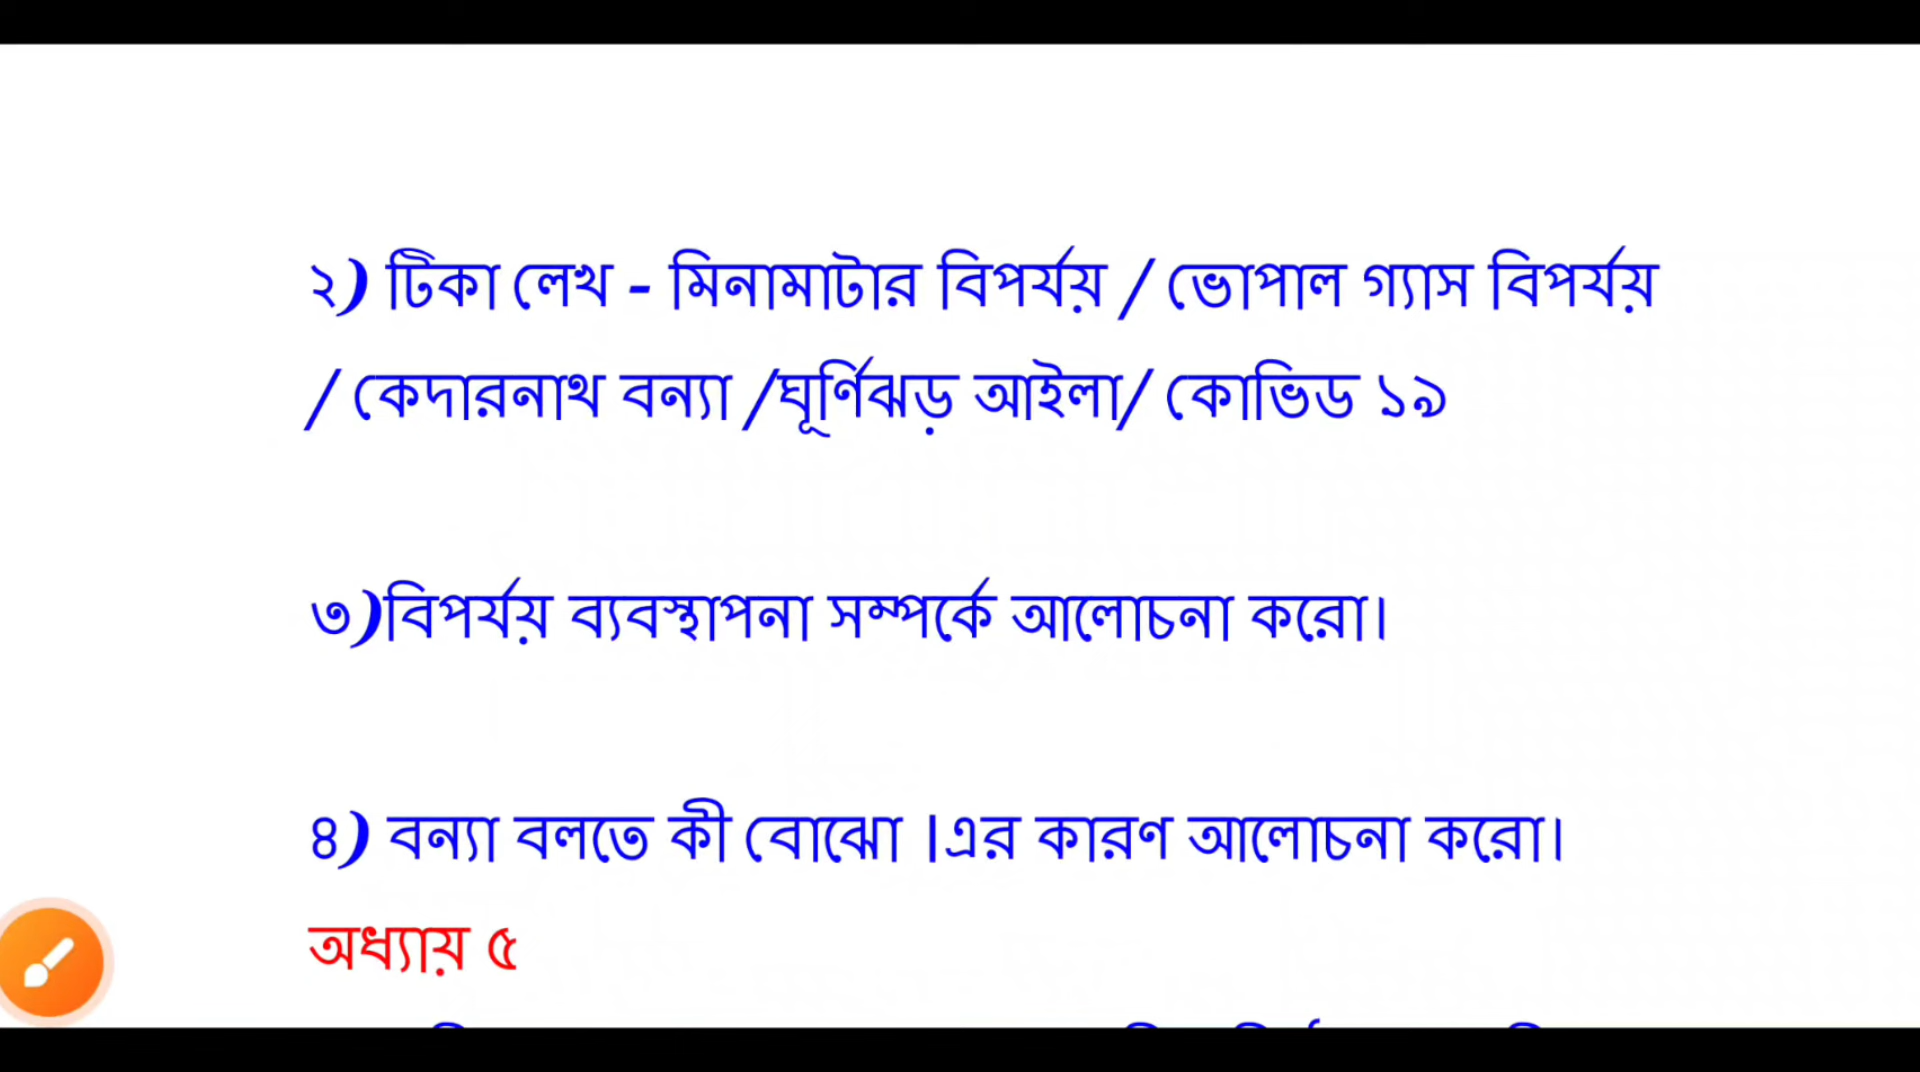 ২) টিকা লেখ - মিনামাটার বিপর্যয় / ভোপাল গ্যাস বিপর্যয়
/ কেদারনাথ বন্যা /ঘূর্ণিঝড় আইলা/ কোভিড ১৯
৩)বিপর্যয় ব্যবস্থাপনা সম্পর্কে আলোচনা করো।
৪) বন্যা বলতে কী বোঝো ।এর কারণ আলোচনা করো।
অধ্যায় ৫